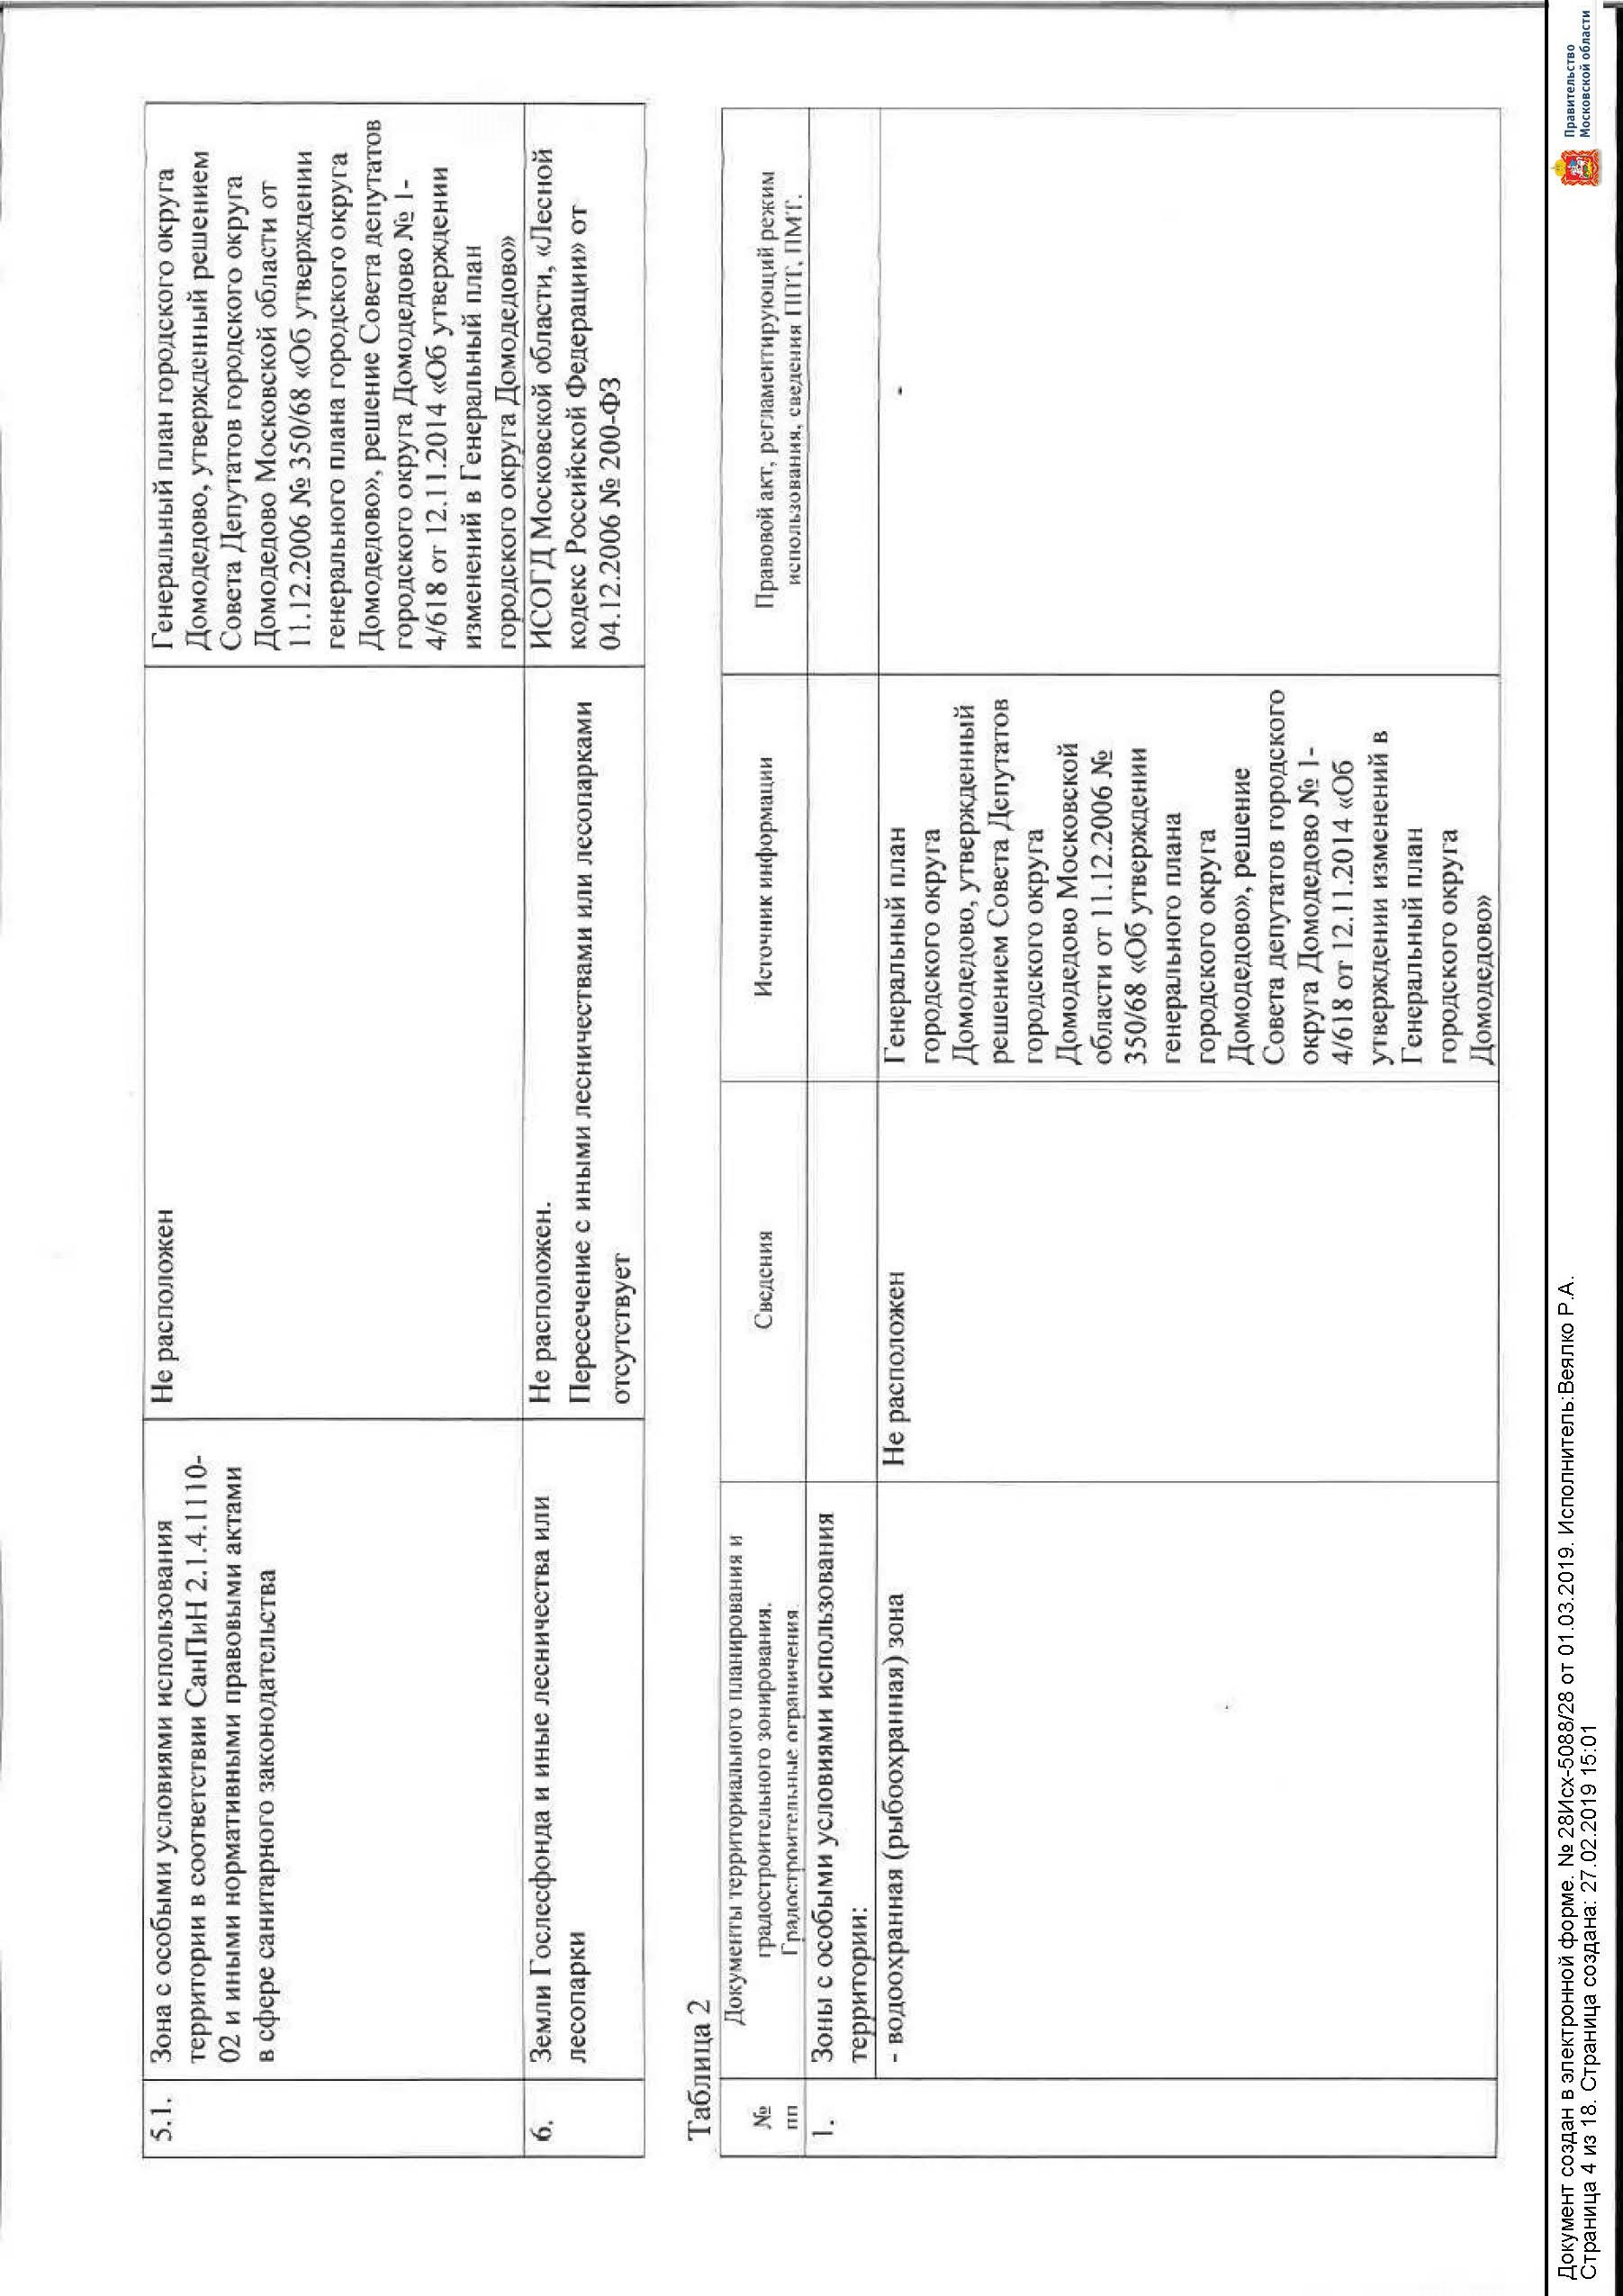 5.1.
Зона с особыми условиями использования
территории в соответствии СанПиН 2.1.4.1110-
02 и иными нормативными правовыми актами
в сфере санитарного законодательства
Не расположен
Генеральный план городского округа
Домодедово, утвержденный решением
Совета Депутатов городского округа
Домодедово Московской области от
11.12.2006 № 350/68 «Об утверждении
генерального плана городского округа
Домодедово», решение Совета депутатов
городского округа Домодедово № 1-
4/618 от 12.11.2014 «Об утверждении
изменений в Генеральный план
городского округа Домодедово»
6.
Земли Гослесфонда и иные лесничества или
лесопарки
Не расположен.
Пересечение с иными лесничествами или лесопарками
отсутствует
ИСОГД Московской области, «Лесной
кодекс Российской Федерации» от
04.12.2006 № 200-ФЗ
Таблица 2
№
пп
Документы территориального планирования и
градостроительного зонирования.
Градостроительные ограничения
Сведения
Источник информации
Правовой акт, регламентирующий режим
использования, сведения ППТ, ПМТ.
1.
Зоны с особыми условиями использования
территории:
- водоохранная (рыбоохранная) зона
Не расположен
Генеральный план
городского округа
Домодедово, утвержденный
решением Совета Депутатов
городского округа
Домодедово Московской
области от 11.12.2006 №
350/68 «Об утверждении
генерального плана
городского округа
Домодедово», решение
Совета депутатов городского
округа Домодедово № 1-
4/618 от 12.11.2014 «Об
утверждении изменений в
Генеральный план
городского округа
Домодедово»
-
Документ создан в электронной форме. № 28Исх-5088/28 от 01.03.2019. Исполнитель:Веялко Р.А.
Страница 4 из 18. Страница создана: 27.02.2019 15:01
Правительство
Московской области